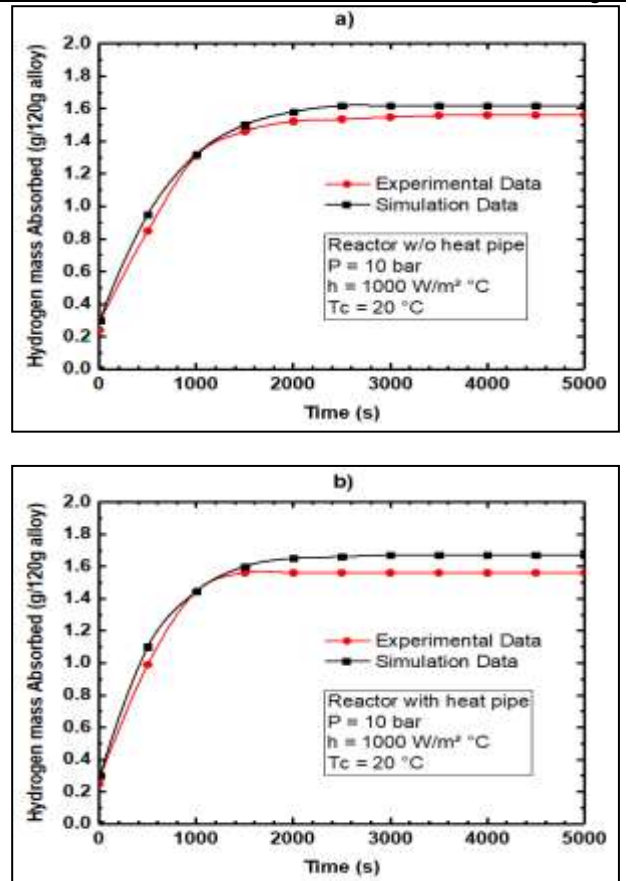 a)
2.0
1.8
1.6
1.4
1.2
1.0
0.8
0.6
0.4
0.2
0.0
Hydrogen mass Absorbed (g/120g alloy)
Experimental Data
Simulation Data
Reactor w/o heat pipe
P = 10 bar
h = 1000 W/m² °C
Tc = 20 °C
0 1000 2000 3000 4000 5000
Time (s)
b)
2.0
1.8
1.6
1.4
1.2
1.0
0.8
0.6
0.4
0.2
0.0
Hydrogen mass Absorbed (g/120g alloy)
Experimental Data
Simulation Data
Reactor with heat pipe
P = 10 bar
h = 1000 W/m² °C
Tc = 20 °C
0 1000 2000 3000 4000 5000
Time (s)